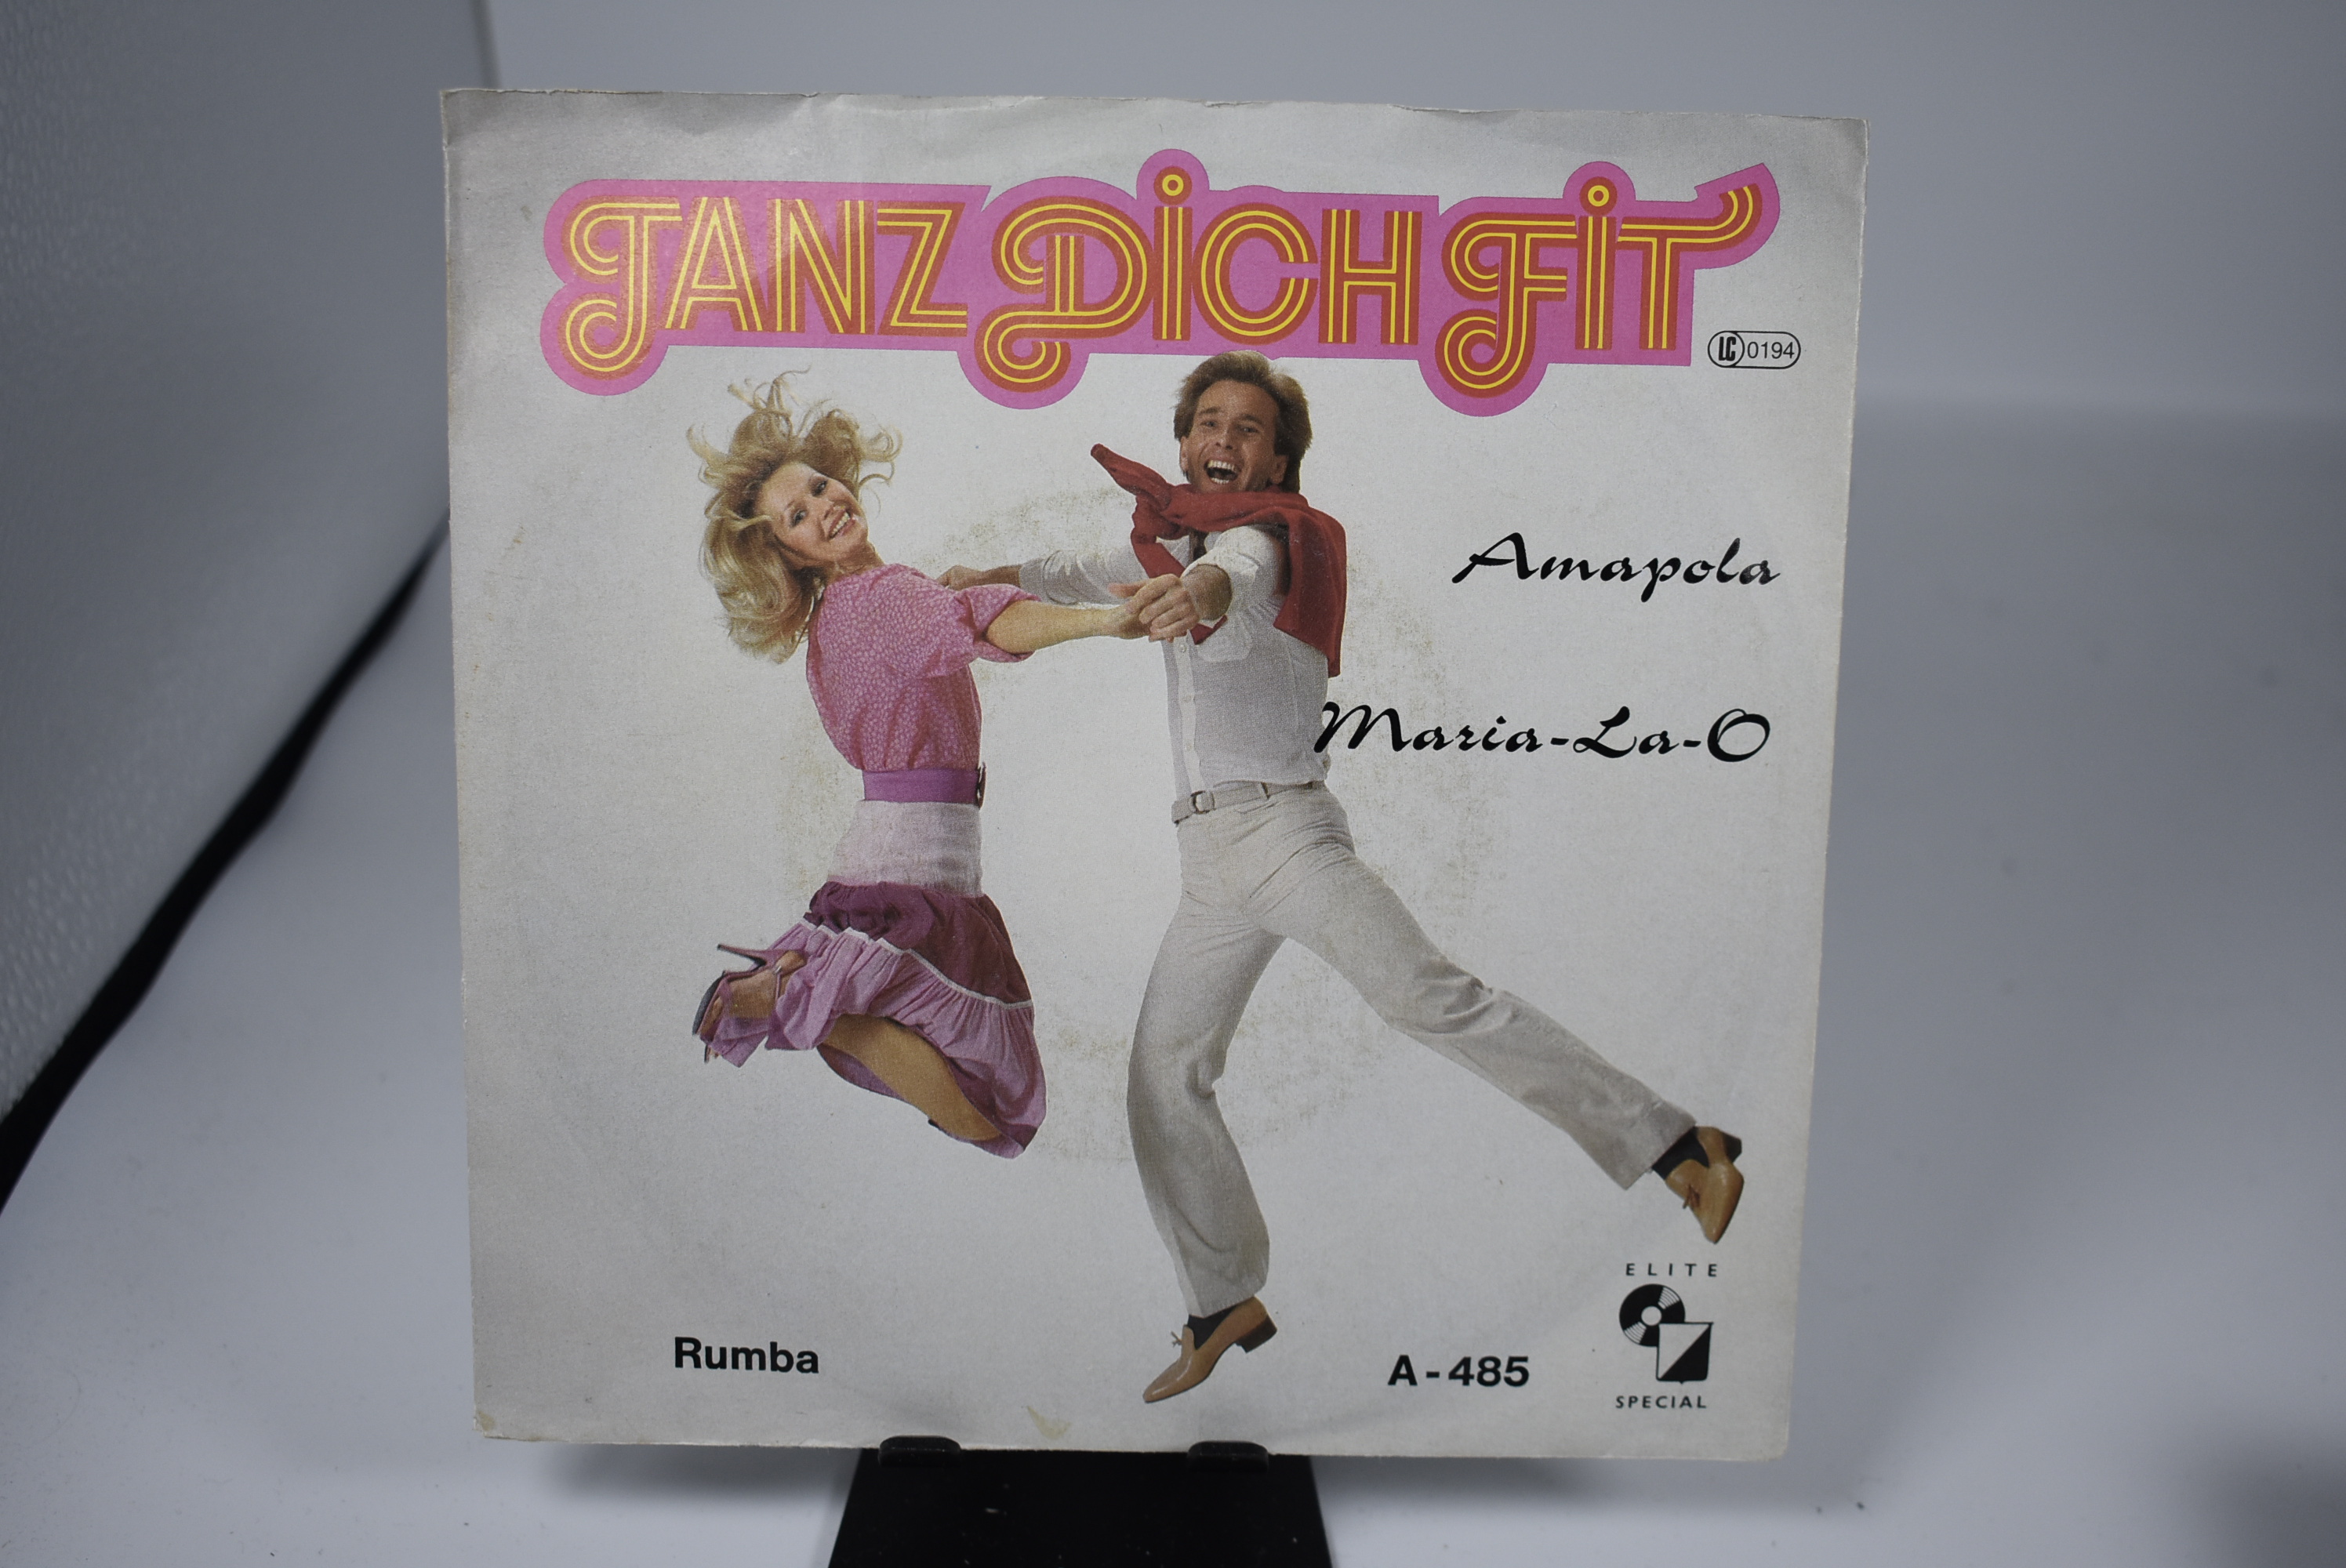 TANZ DiCH FiT
LC 0194
Amapola
Maria-La-O
ELITE
SPECIAL
Rumba
A-485